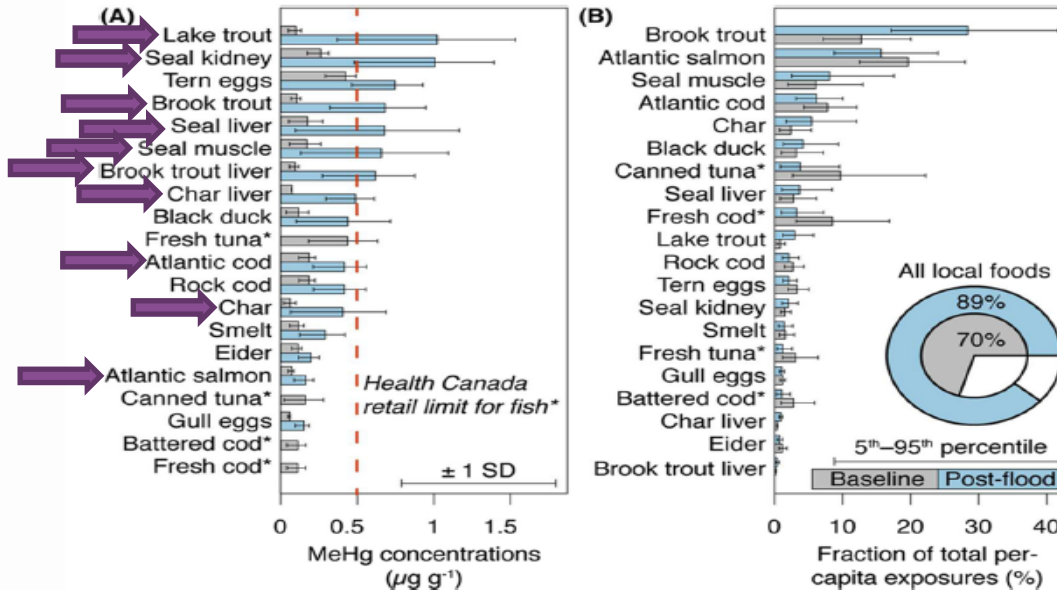 (A)
Lake trout
Seal kidney
Tern eggs
Brook trout
Seal liver
Seal muscle
Brook trout liver
Char liver
Black duck
Fresh tuna*
Atlantic cod
Rock cod
Char
Smelt
Eider
Atlantic salmon
Canned tuna*
Gull eggs
Battered cod*
Fresh cod*
Health Canada
retail limit for fish*
± 1 SD
0 0.5 1 1.5
MeHg concentrations
(µg g⁻¹)
(B)
Brook trout
Atlantic salmon
Seal muscle
Atlantic cod
Char
Black duck
Canned tuna*
Seal liver
Fresh cod*
Lake trout
Rock cod
Tern eggs
Seal kidney
Smelt
Fresh tuna*
Gull eggs
Battered cod*
Char liver
Eider
Brook trout liver
All local foods
89%
70%
5th–95th percentile
Baseline Post-flood
0 10 20 30 40
Fraction of total per-
capita exposures (%)